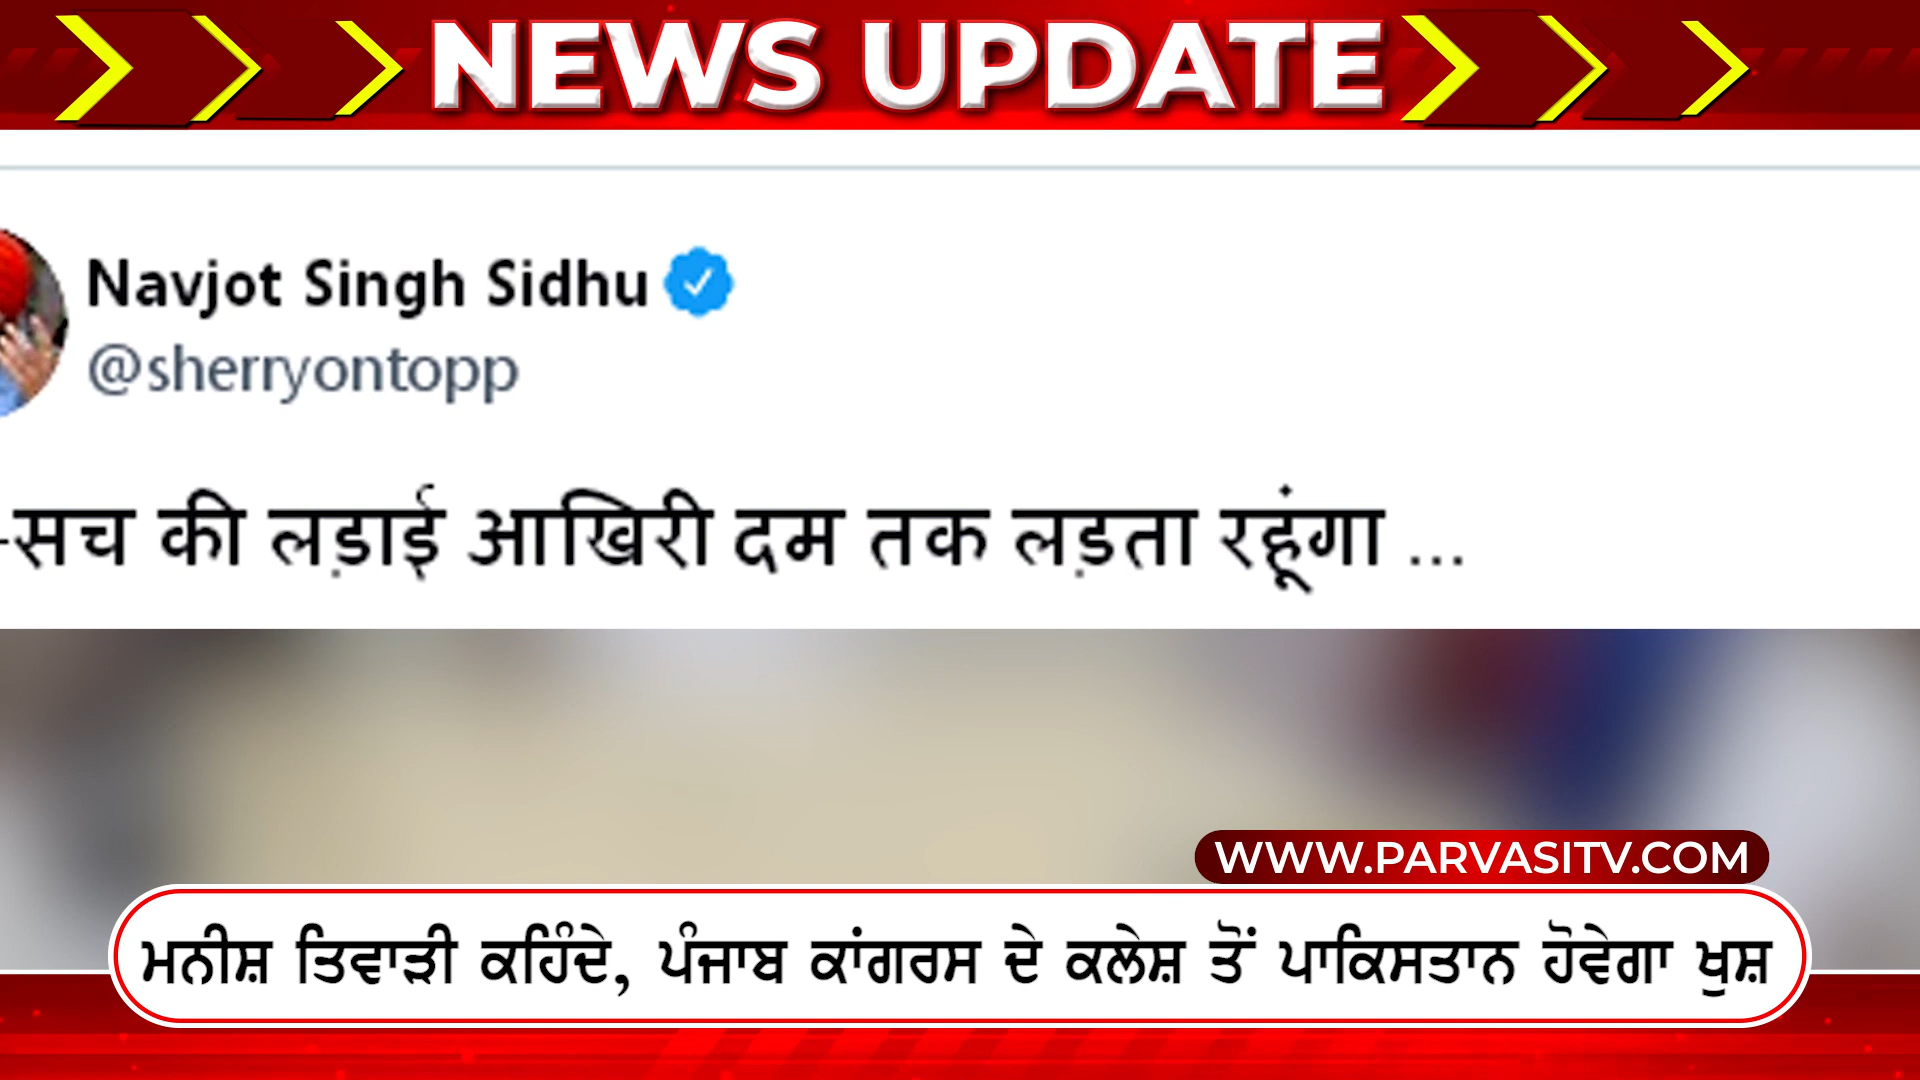 NEWS UPDATE
Navjot Singh Sidhu
@sherryontopp
-सच की लड़ाई आखिरी दम तक लड़ता रहूंगा ...
WWW.PARVASITV.COM
ਮਨੀਸ਼ ਤਿਵਾੜੀ ਕਹਿੰਦੇ, ਪੰਜਾਬ ਕਾਂਗਰਸ ਦੇ ਕਲੇਸ਼ ਤੋਂ ਪਾਕਿਸਤਾਨ ਹੋਵੇਗਾ ਖੁਸ਼